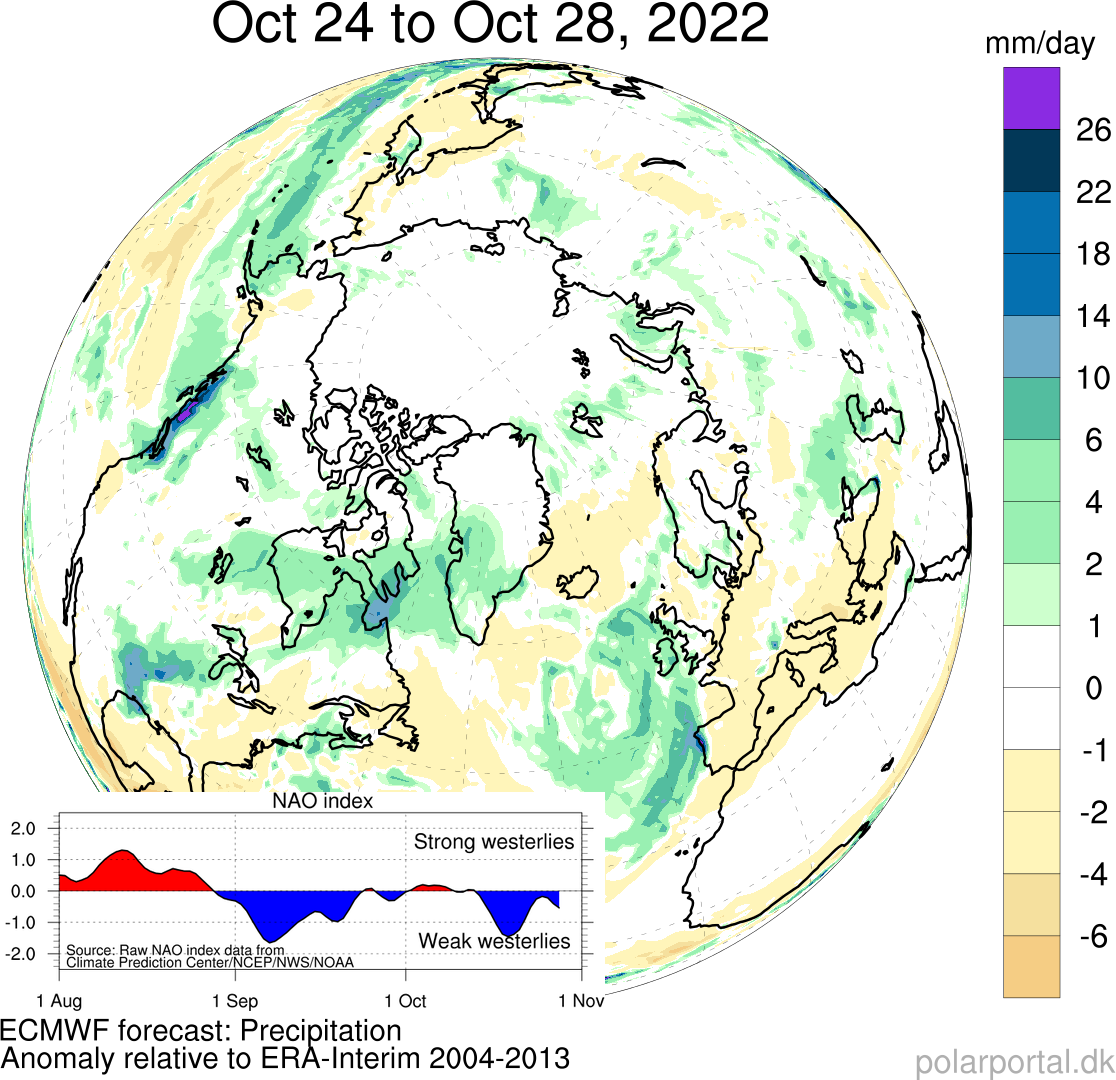 Oct 24 to Oct 28, 2022
mm/day
26
22
18
14
10
6
4
2
1
0
-1
-2
-4
-6
NAO index
2.0
1.0
0.0
-1.0
-2.0
Strong westerlies
Weak westerlies
Source: Raw NAO index data from
Climate Prediction Center/NCEP/NWS/NOAA
1 Aug 1 Sep 1 Oct 1 Nov
ECMWF forecast: Precipitation
Anomaly relative to ERA-Interim 2004-2013
polarportal.dk